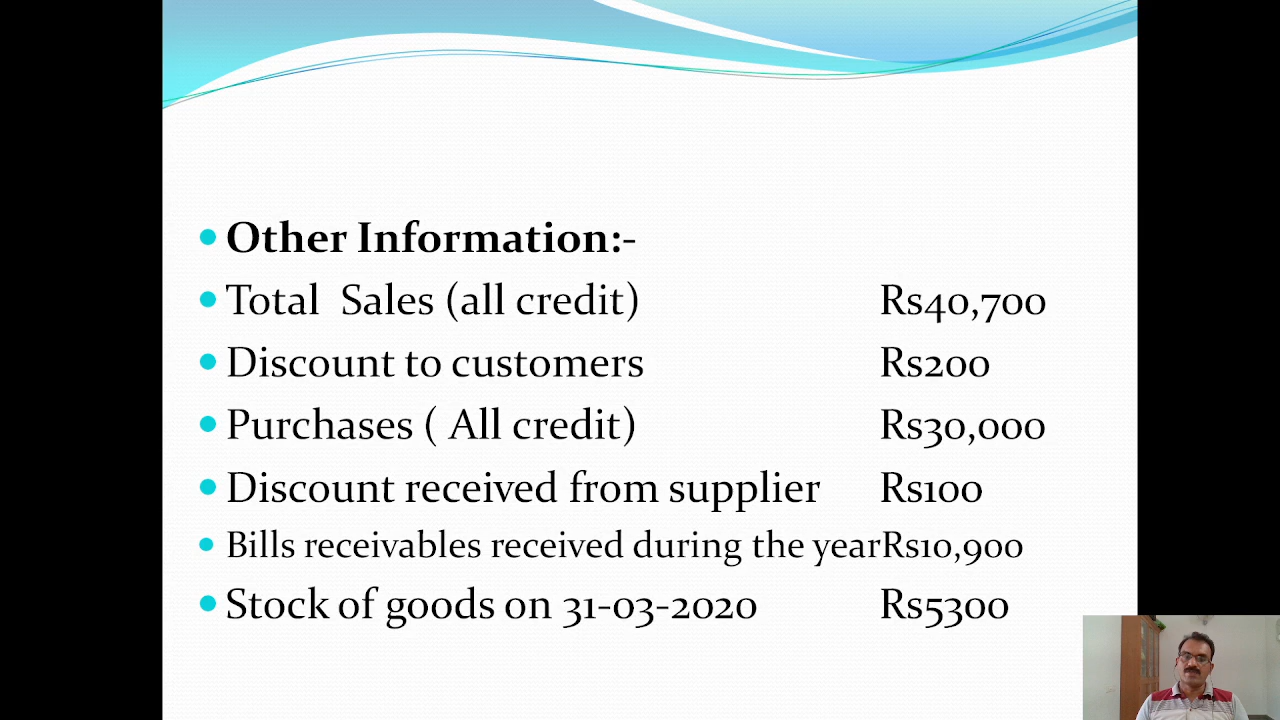 Other Information:-
Total Sales (all credit) Rs40,700
Discount to customers Rs200
Purchases ( All credit) Rs30,000
Discount received from supplier Rs100
Bills receivables received during the yearRs10,900
Stock of goods on 31-03-2020 Rs5300